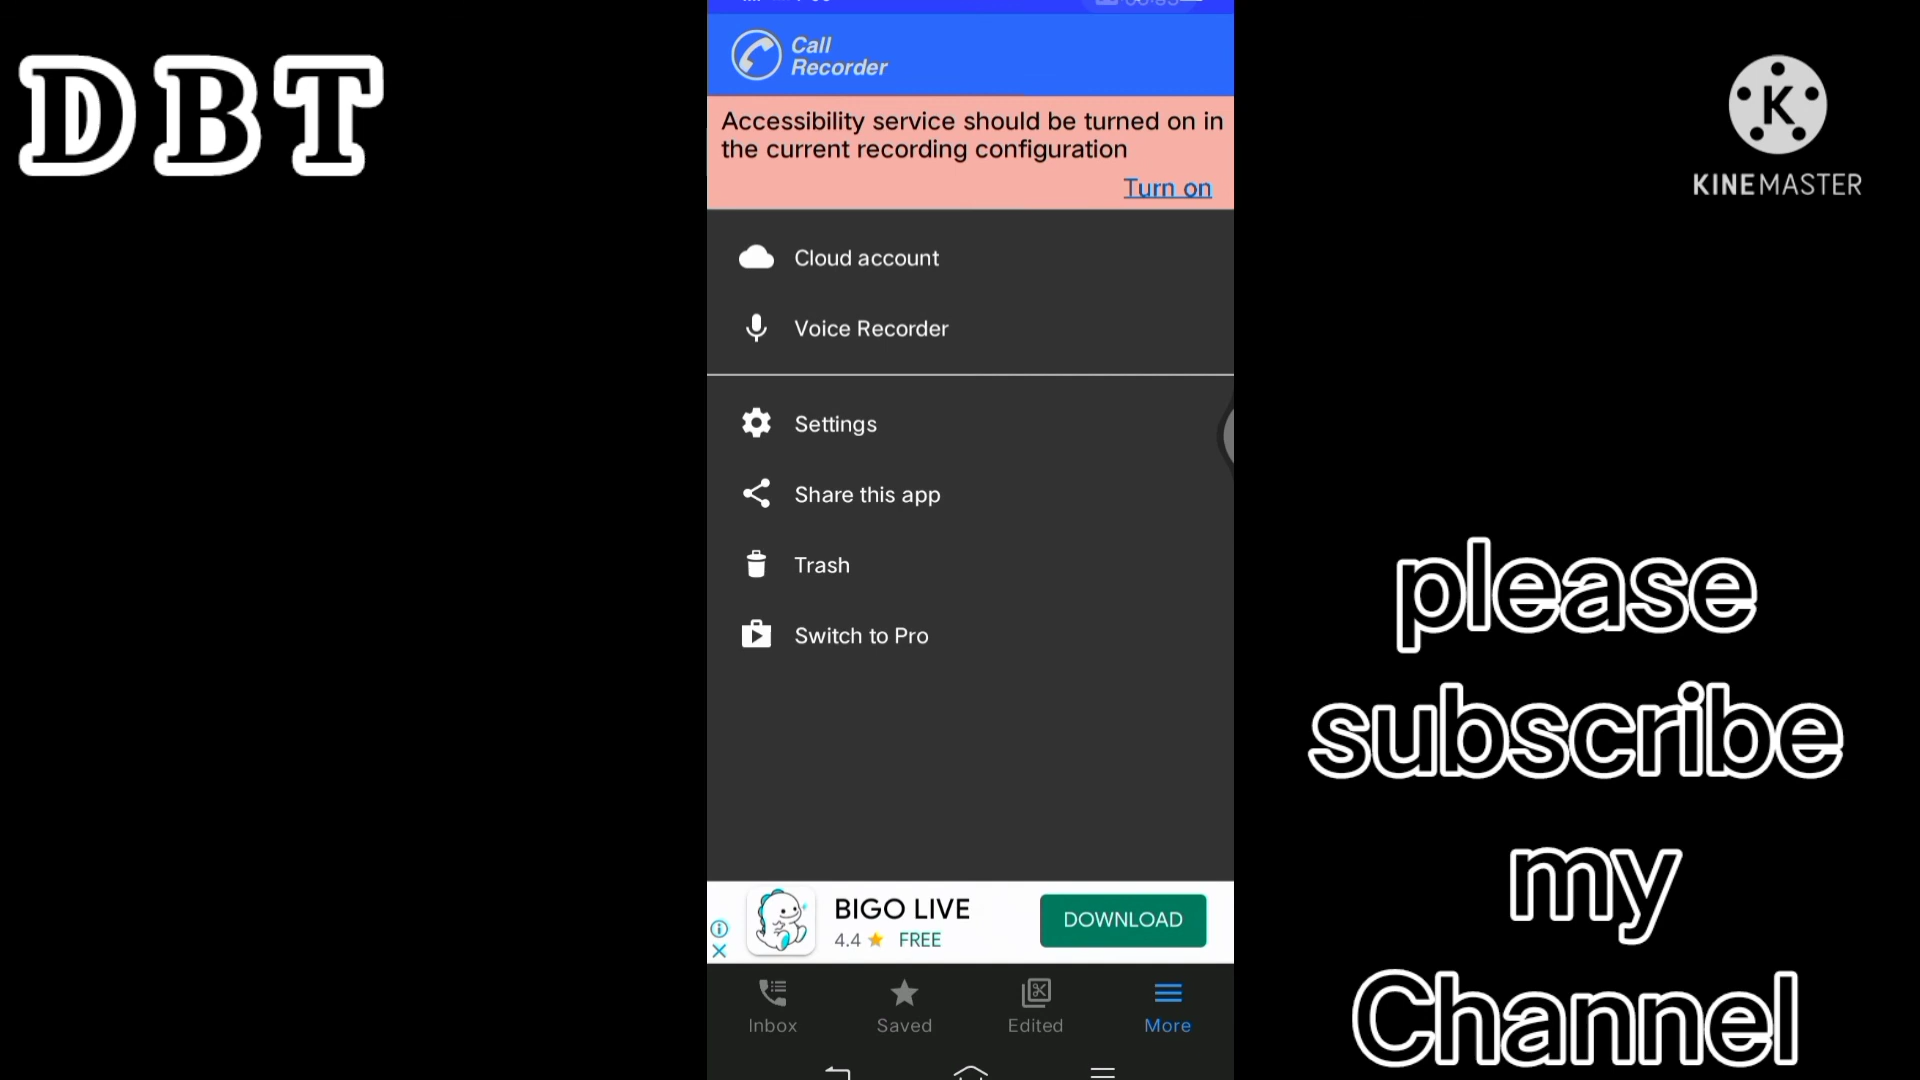 DBT
Call
Recorder
Accessibility service should be turned on in
the current recording configuration
Turn on
Cloud account
Voice Recorder
Settings
Share this app
Trash
Switch to Pro
BIGO LIVE
4.4 ★ FREE
DOWNLOAD
Inbox
Saved
Edited
More
K
KINEMASTER
please
subscribe
my
Channel